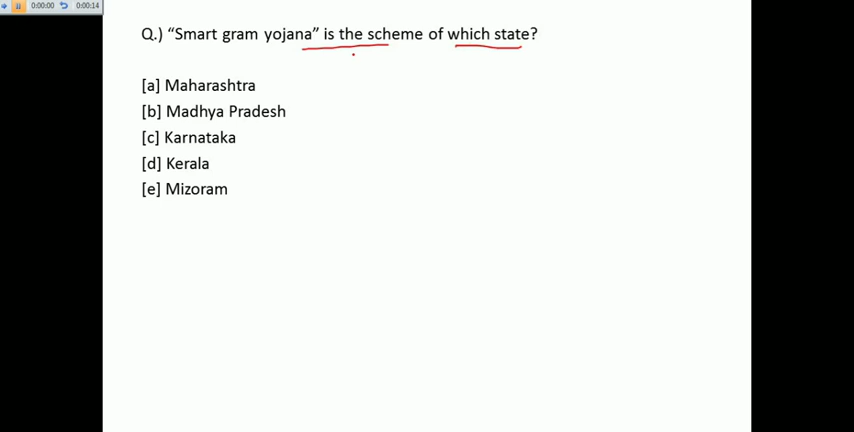 0:00:00 0:00:14
Q.) “Smart gram yojana” is the scheme of which state?
[a] Maharashtra
[b] Madhya Pradesh
[c] Karnataka
[d] Kerala
[e] Mizoram